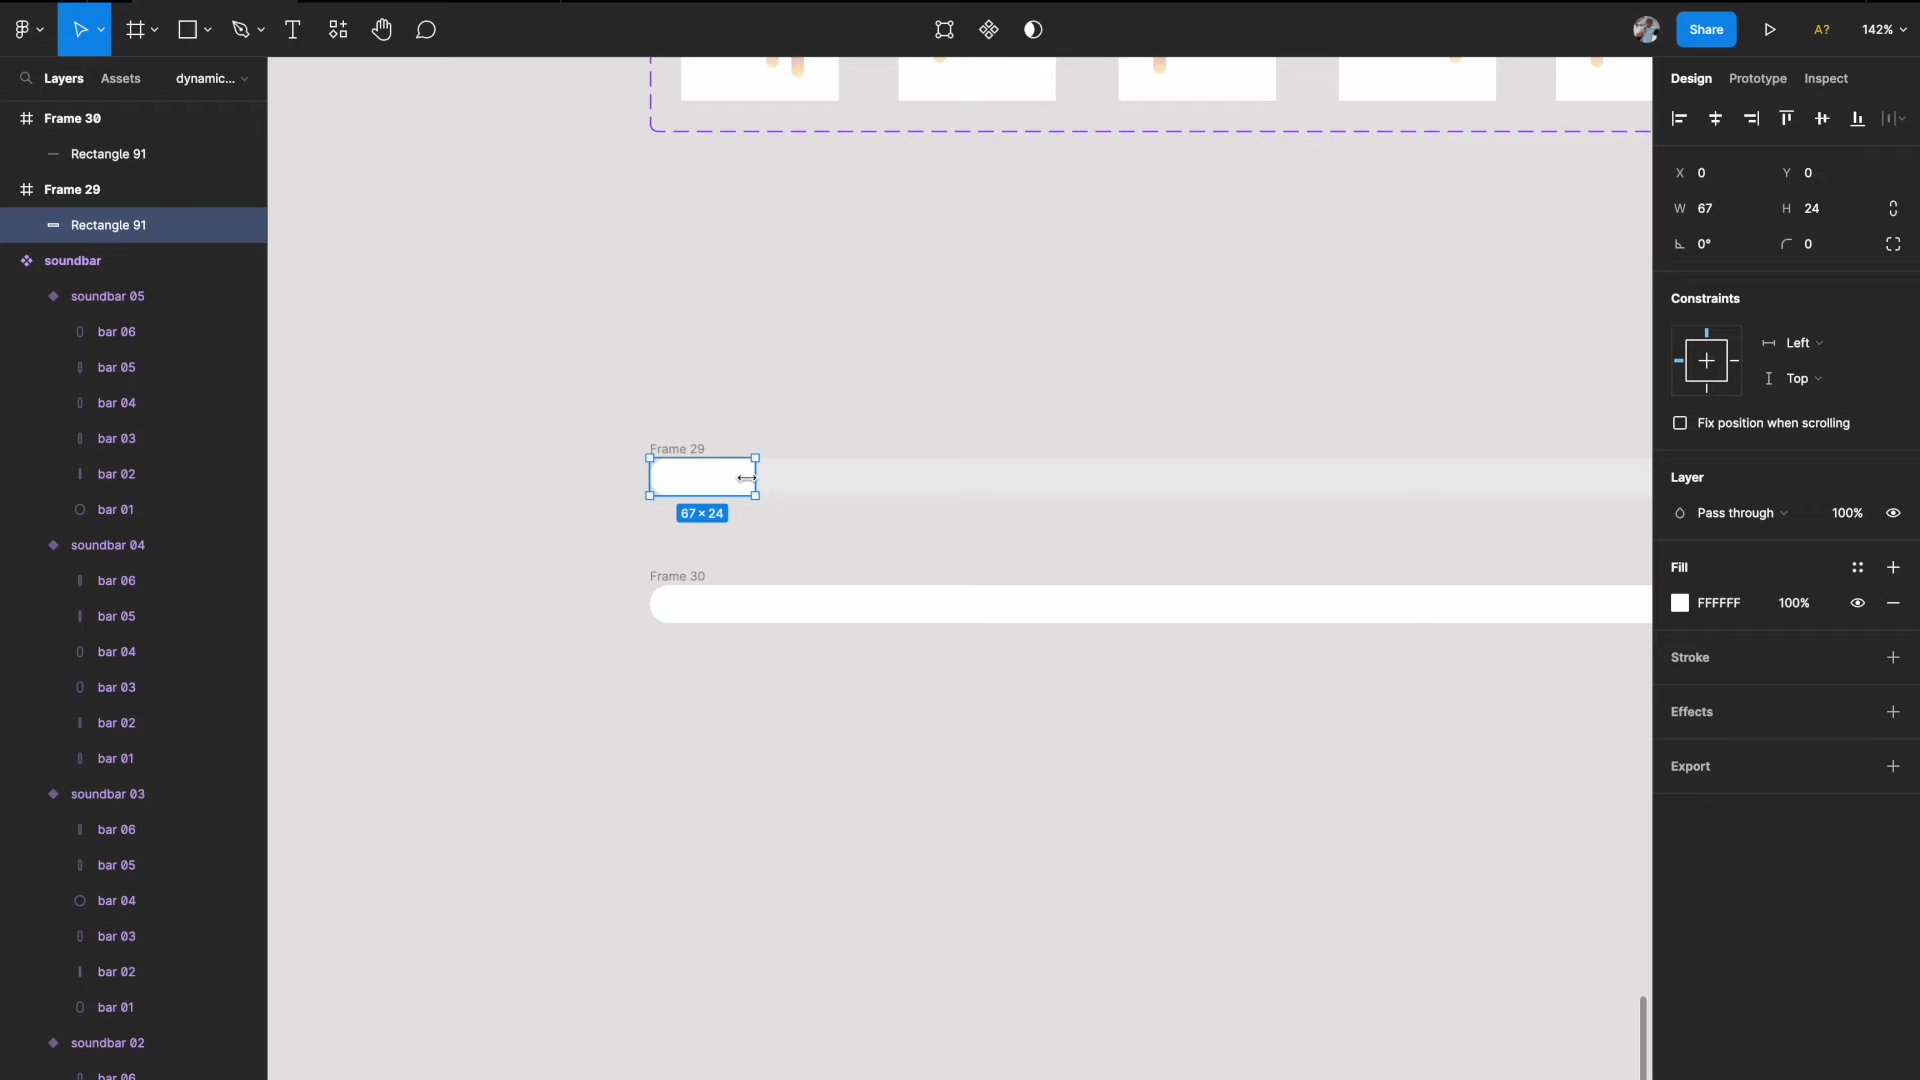 Share
A?
142%
Layers
Assets
dynamic...
Design
Prototype
Inspect
Frame 30
Rectangle 91
Frame 29
Rectangle 91
soundbar
soundbar 05
bar 06
bar 05
bar 04
bar 03
bar 02
bar 01
soundbar 04
bar 06
bar 05
bar 04
bar 03
bar 02
bar 01
soundbar 03
bar 06
bar 05
bar 04
bar 03
bar 02
bar 01
soundbar 02
bar 06
Frame 29
67 × 24
Frame 30
X 0 Y 0
W 67 H 24
0° 0
Constraints
Left
Top
Fix position when scrolling
Layer
Pass through 100%
Fill
FFFFFF 100%
Stroke
Effects
Export